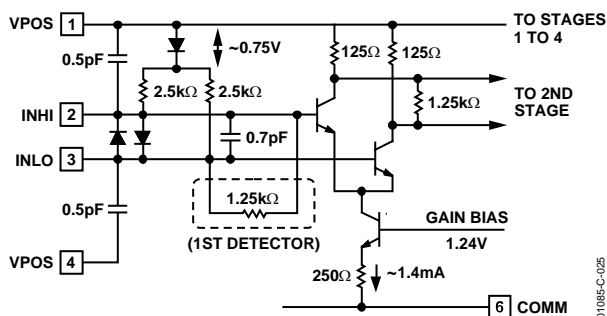 VPOS 1
TO STAGES
1 TO 4
~0.75V
0.5pF
125Ω
125Ω
2.5kΩ
2.5kΩ
1.25kΩ
TO 2ND
STAGE
INHI 2
0.7pF
INLO 3
0.5pF
1.25kΩ
(1ST DETECTOR)
GAIN BIAS
1.24V
VPOS 4
250Ω
~1.4mA
6 COMM
01085-C-025